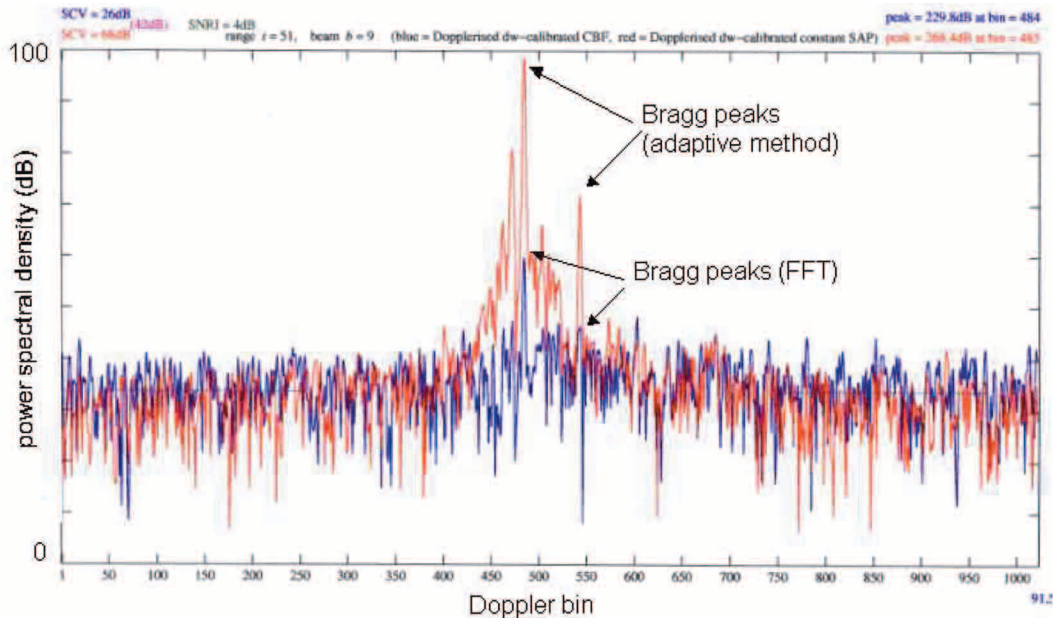 SCV = 26dB (42dB) SNRI = 4dB peak = 229.8dB at bin = 484
SCV = 68dB range t = 51, beam b = 9 (blue = Dopplerised dw-calibrated CBF, red = Dopplerised dw-calibrated constant SAP) peak = 266.4dB at bin = 485
100
Bragg peaks
(adaptive method)
Bragg peaks (FFT)
power spectral density (dB)
0
1 50 100 150 200 250 300 350 400 450 500 550 600 650 700 750 800 850 900 950 1000
Doppler bin